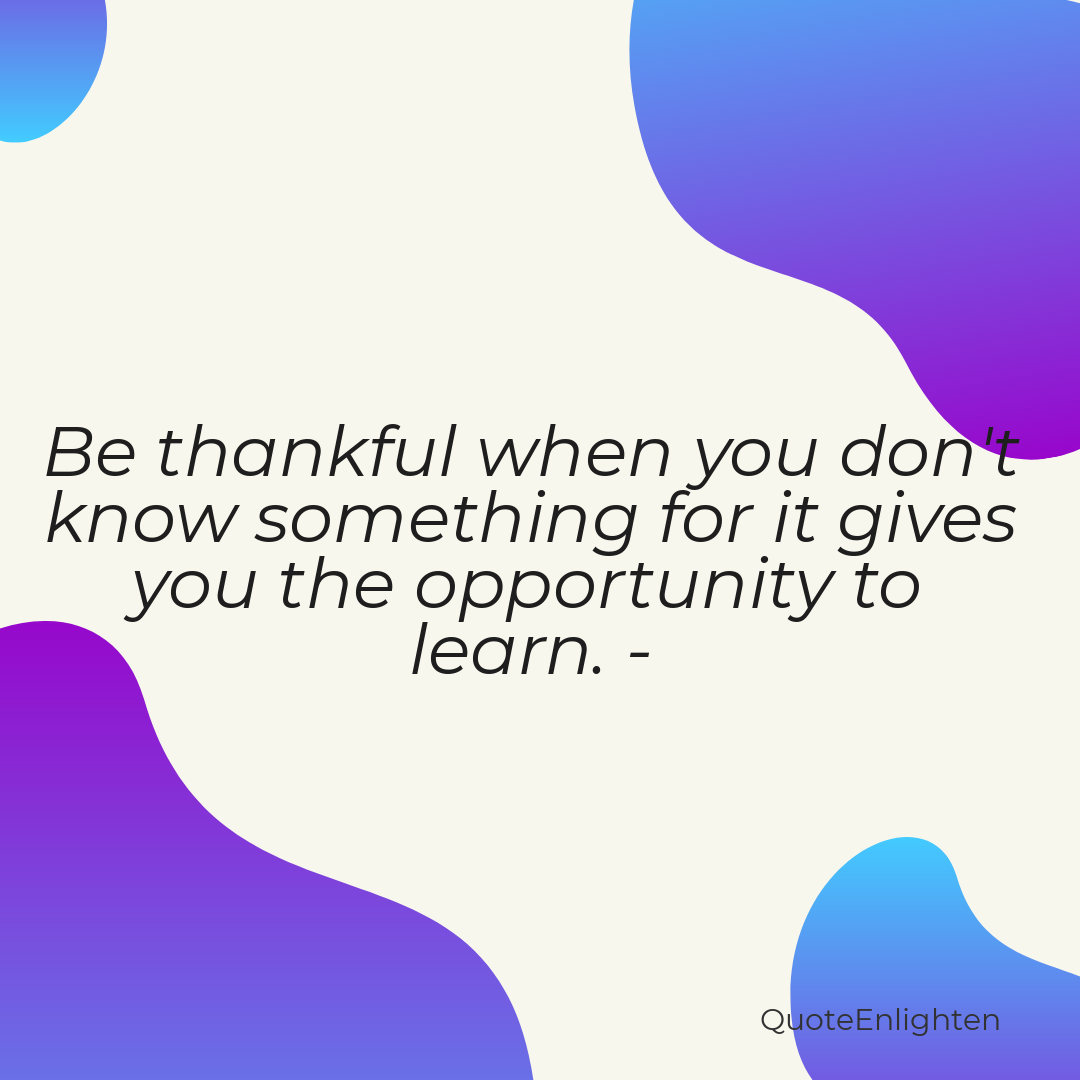 Be thankful when you don't
know something for it gives
you the opportunity to
learn. -
QuoteEnlighten